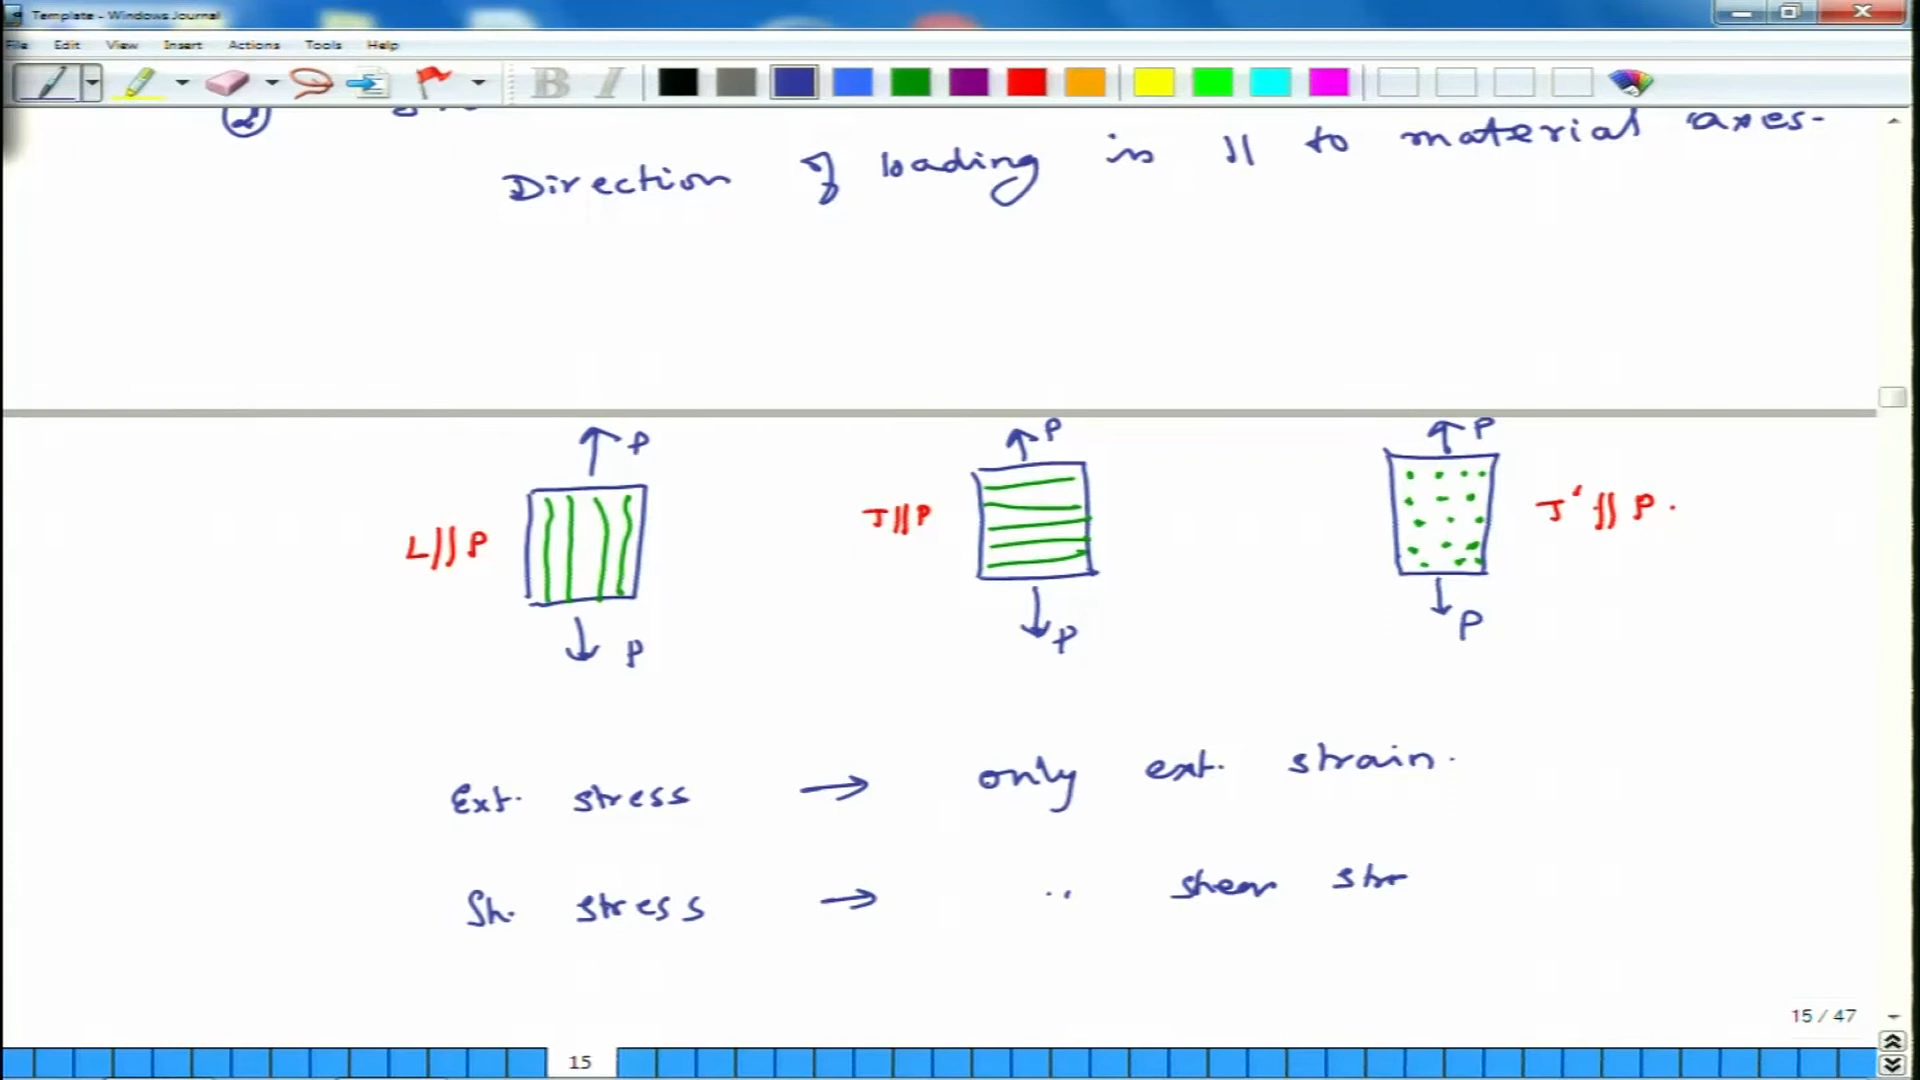 Template - Windows Journal
File Edit View Insert Actions Tools Help
B I
2
Direction of loading is || to material axes.
P P P
L//P T//P T' // P.
P P P
Ext. stress → only ext. strain.
Sh. stress → " shear str
15 / 47
15